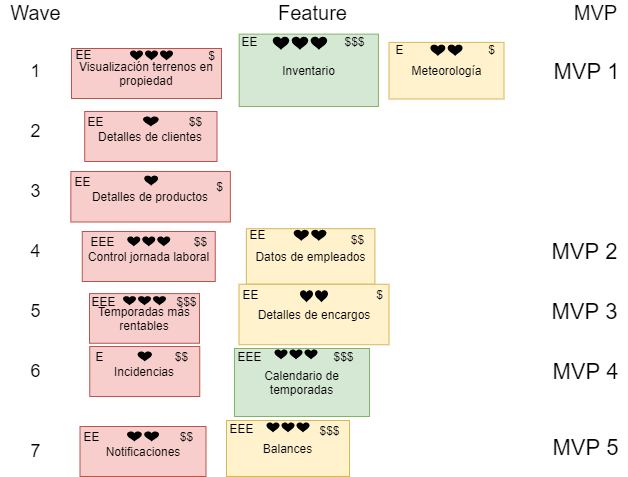 Wave Feature MVP
1
EE $
Visualización terrenos en
propiedad
EE $$$
Inventario
E $
Meteorología
MVP 1
2
EE $$
Detalles de clientes
3
EE $
Detalles de productos
4
EEE $$
Control jornada laboral
EE $$
Datos de empleados
MVP 2
5
EEE $$$
Temporadas más
rentables
EE $
Detalles de encargos
MVP 3
6
E $$
Incidencias
EEE $$$
Calendario de
temporadas
MVP 4
7
EE $$
Notificaciones
EEE $$$
Balances
MVP 5